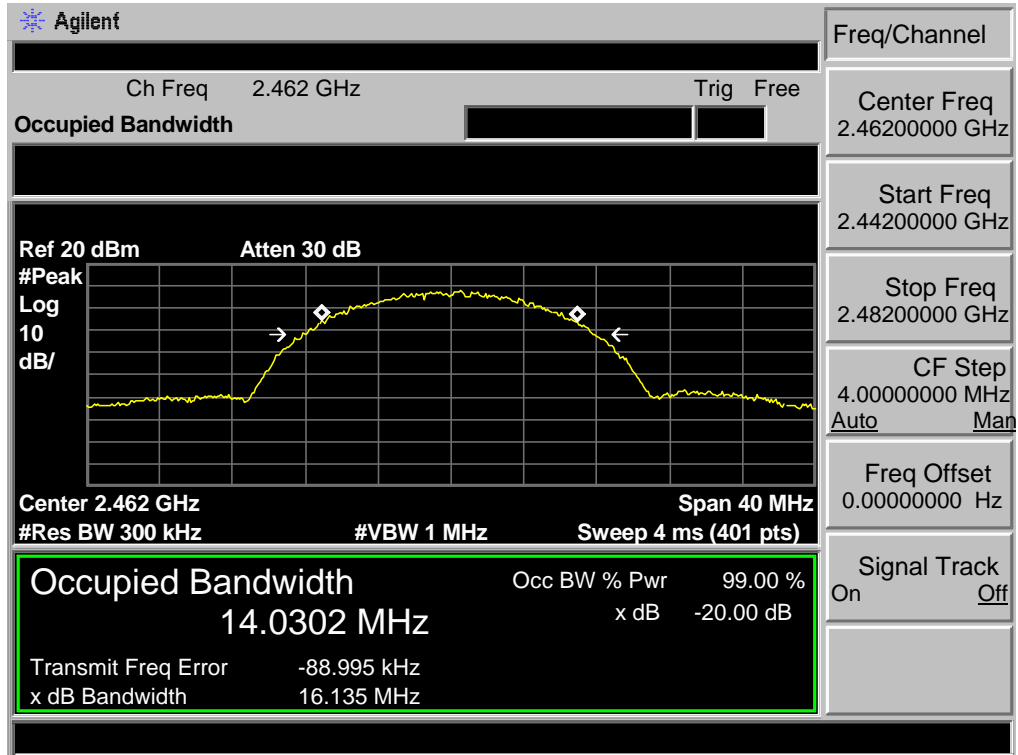 Agilent
Freq/Channel
Ch Freq 2.462 GHz Trig Free
Occupied Bandwidth
Center Freq
2.46200000 GHz
Start Freq
2.44200000 GHz
Stop Freq
2.48200000 GHz
CF Step
4.00000000 MHz
Auto Man
Freq Offset
0.00000000 Hz
Signal Track
On Off
Ref 20 dBm Atten 30 dB
#Peak
Log
10
dB/
Center 2.462 GHz Span 40 MHz
#Res BW 300 kHz #VBW 1 MHz Sweep 4 ms (401 pts)
Occupied Bandwidth Occ BW % Pwr 99.00 %
14.0302 MHz x dB -20.00 dB
Transmit Freq Error -88.995 kHz
x dB Bandwidth 16.135 MHz